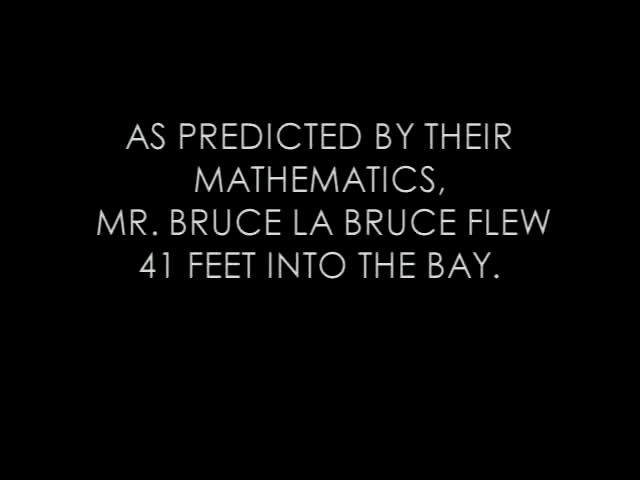 AS PREDICTED BY THEIR
MATHEMATICS,
MR. BRUCE LA BRUCE FLEW
41 FEET INTO THE BAY.